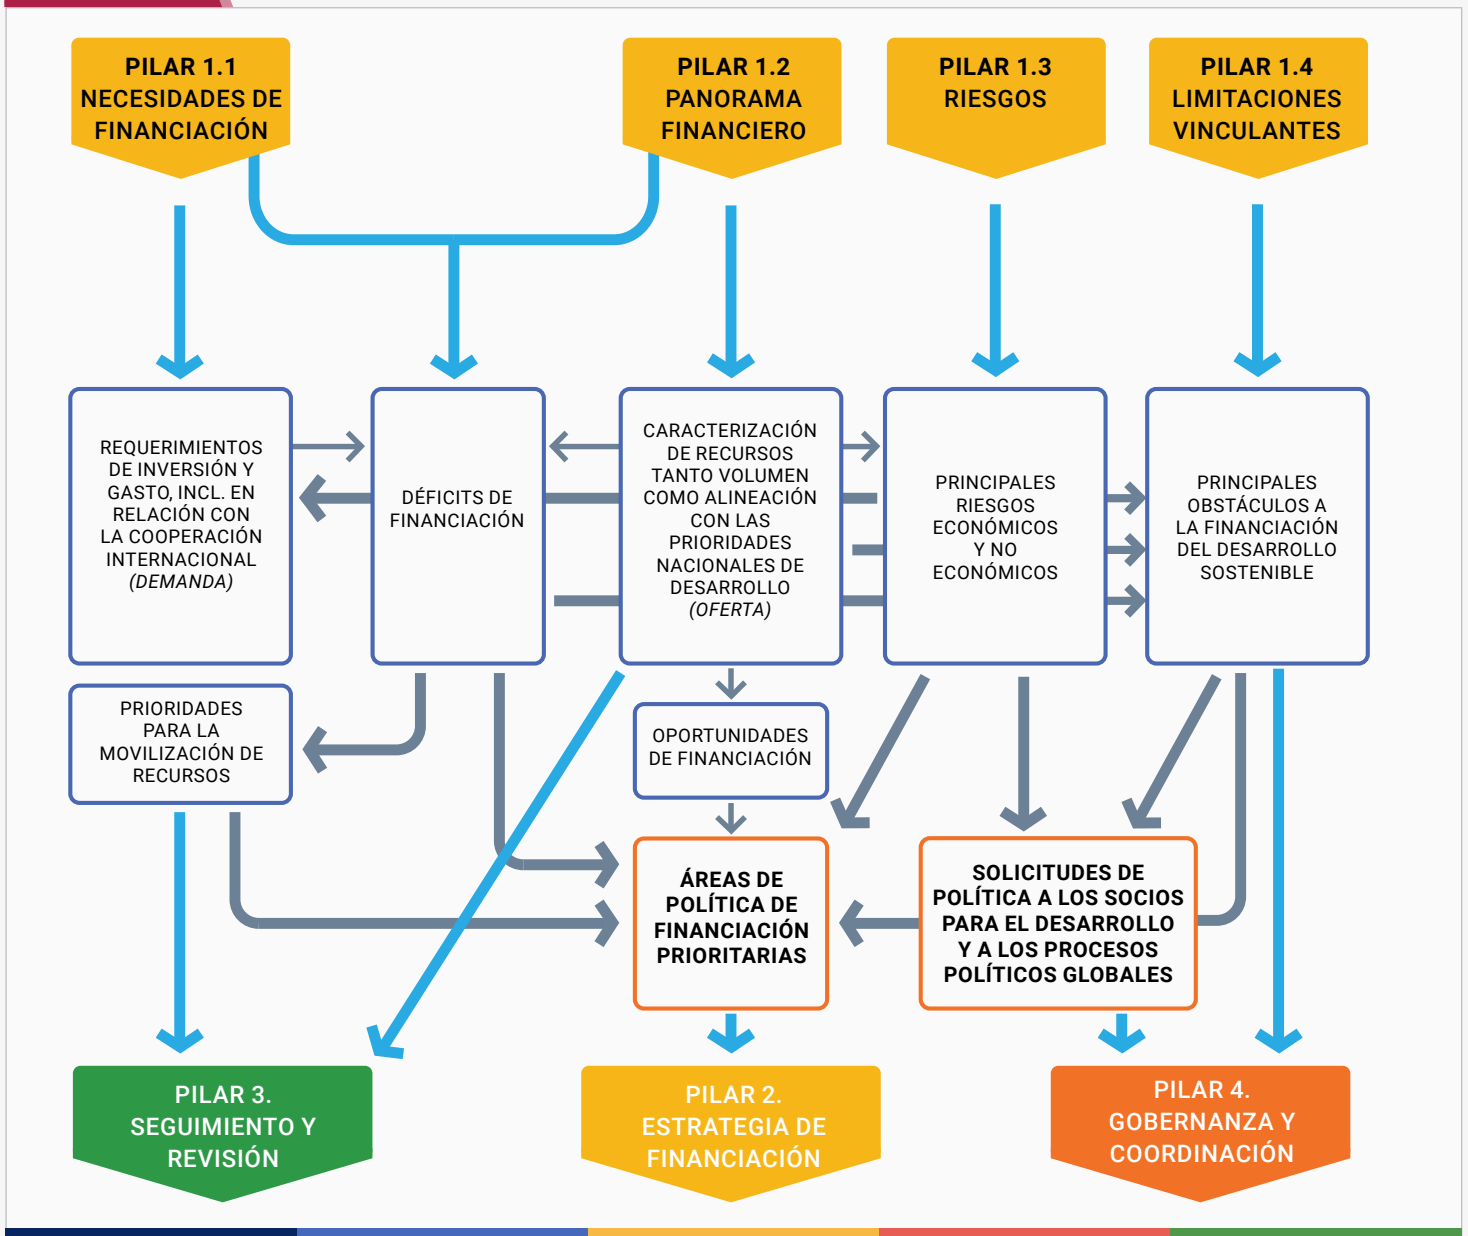 PILAR 1.1
NECESIDADES DE
FINANCIACIÓN
PILAR 1.2
PANORAMA
FINANCIERO
PILAR 1.3
RIESGOS
PILAR 1.4
LIMITACIONES
VINCULANTES
REQUERIMIENTOS
DE INVERSIÓN Y
GASTO, INCL. EN
RELACIÓN CON
LA COOPERACIÓN
INTERNACIONAL
(DEMANDA)
DÉFICITS DE
FINANCIACIÓN
CARACTERIZACIÓN
DE RECURSOS
TANTO VOLUMEN
COMO ALINEACIÓN
CON LAS
PRIORIDADES
NACIONALES DE
DESARROLLO
(OFERTA)
PRINCIPALES
RIESGOS
ECONÓMICOS
Y NO
ECONÓMICOS
PRINCIPALES
OBSTÁCULOS A
LA FINANCIACIÓN
DEL DESARROLLO
SOSTENIBLE
PRIORIDADES
PARA LA
MOVILIZACIÓN DE
RECURSOS
OPORTUNIDADES
DE FINANCIACIÓN
ÁREAS DE
POLÍTICA DE
FINANCIACIÓN
PRIORITARIAS
SOLICITUDES DE
POLÍTICA A LOS SOCIOS
PARA EL DESARROLLO
Y A LOS PROCESOS
POLÍTICOS GLOBALES
PILAR 3.
SEGUIMIENTO Y
REVISIÓN
PILAR 2.
ESTRATEGIA DE
FINANCIACIÓN
PILAR 4.
GOBERNANZA Y
COORDINACIÓN